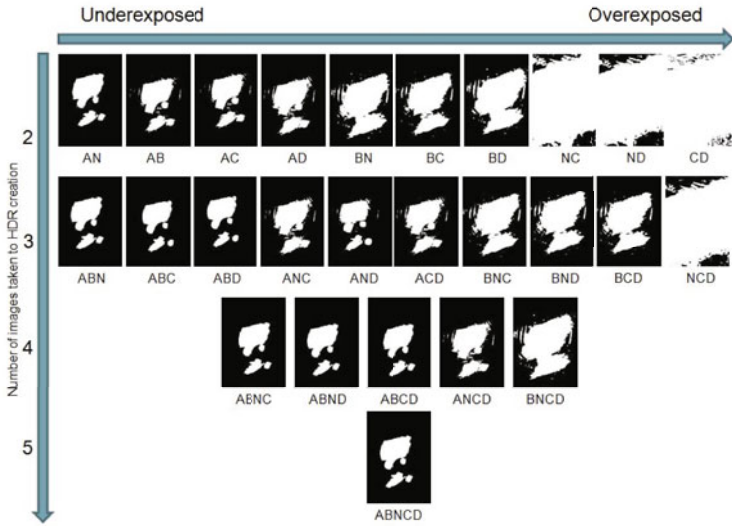 Underexposed
Overexposed
Number of images taken to HDR creation
2
AN AB AC AD BN BC BD NC ND CD
3
ABN ABC ABD ANC AND ACD BNC BND BCD NCD
4
ABNC ABND ABCD ANCD BNCD
5
ABNCD